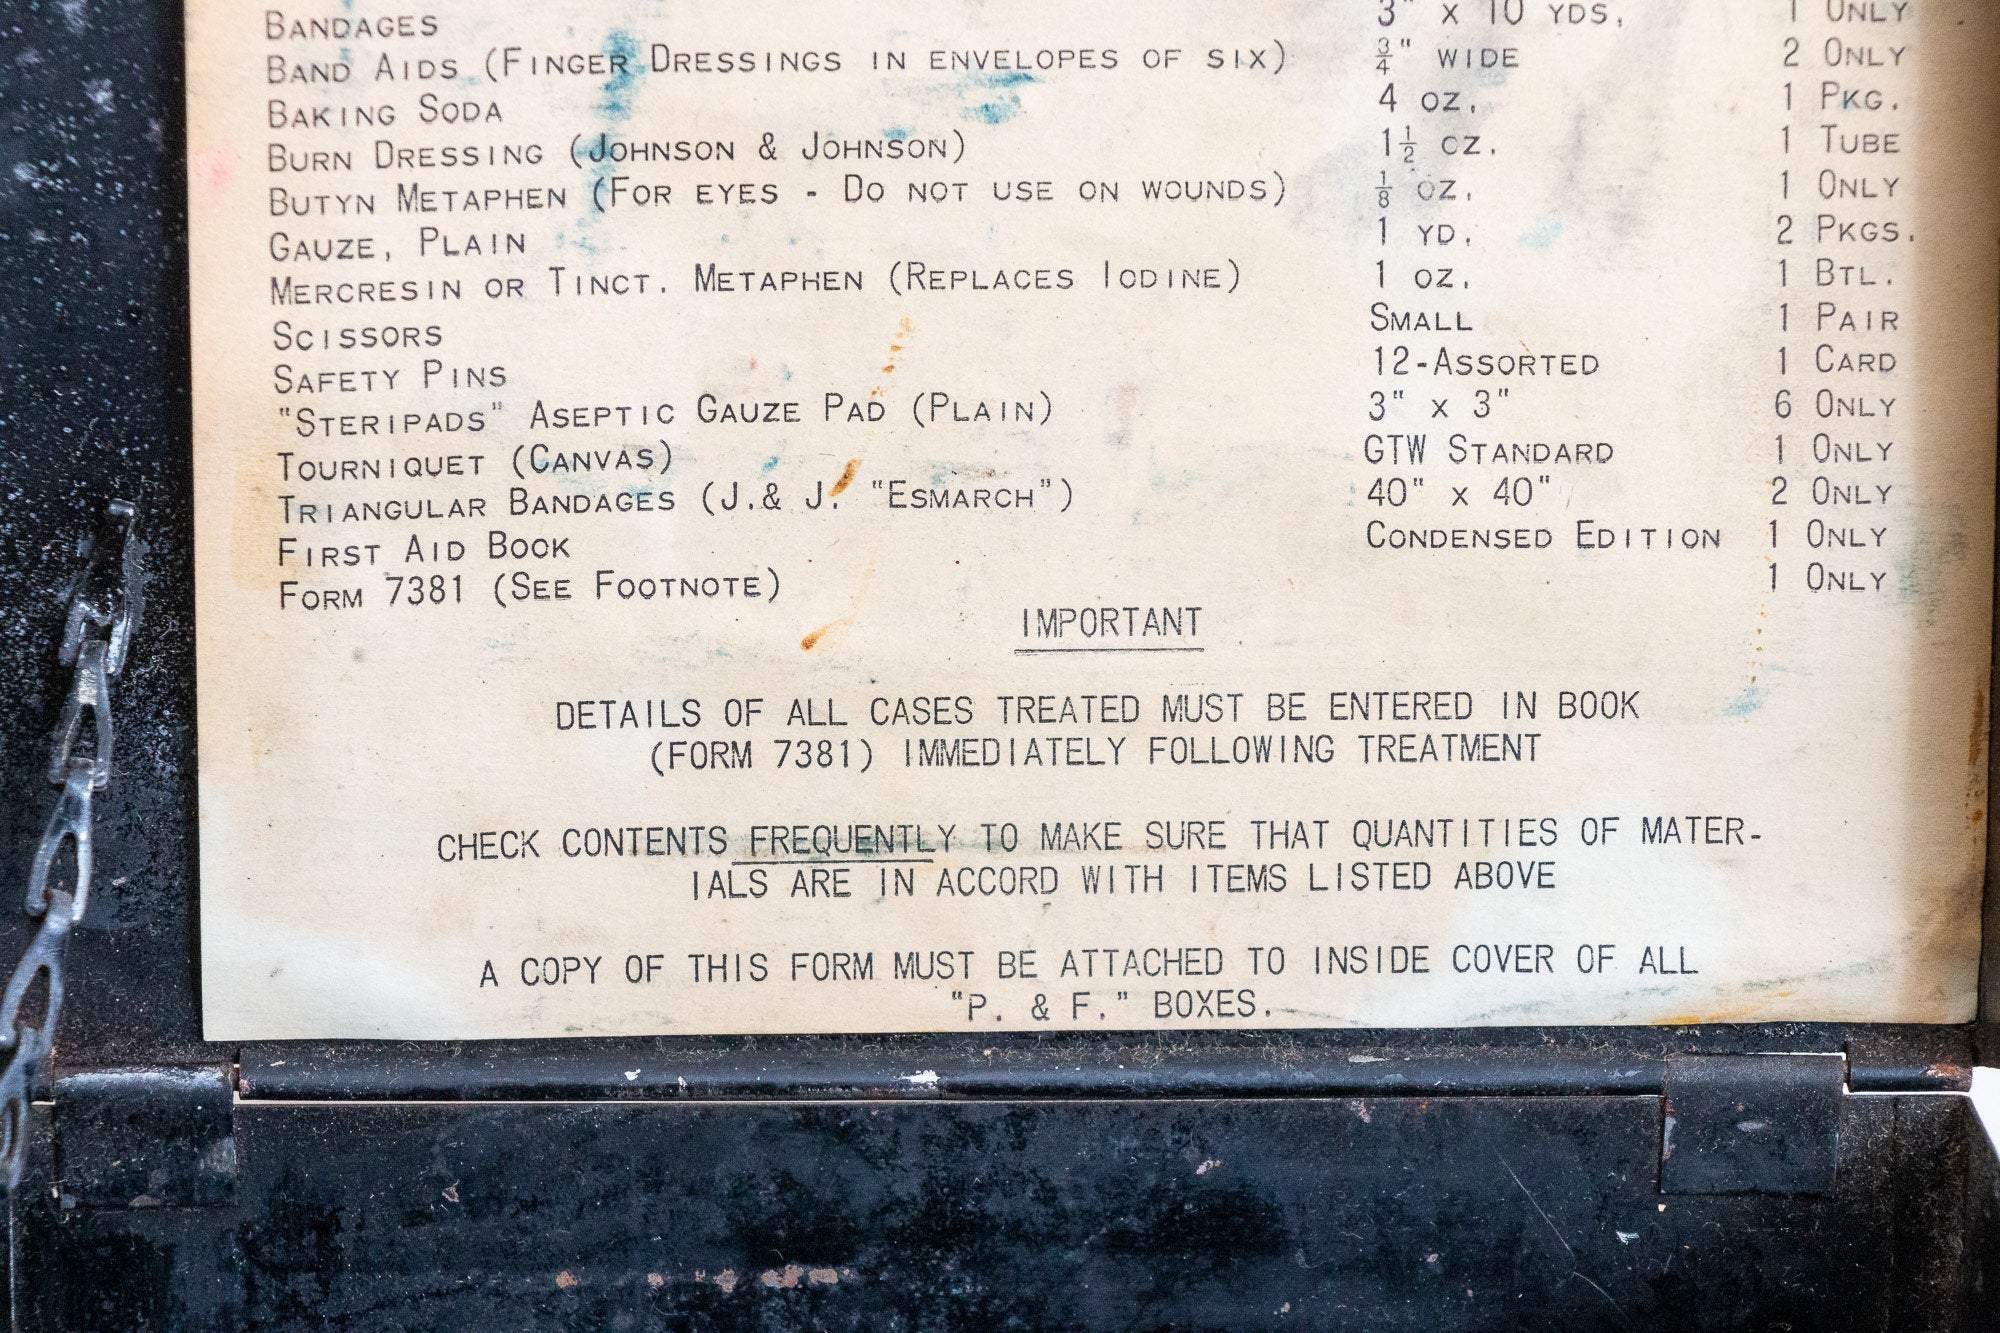 BANDAGES 3" x 10 YDS. 1 ONLY
BAND AIDS (FINGER DRESSINGS IN ENVELOPES OF SIX) ¾" WIDE 2 ONLY
BAKING SODA 4 OZ. 1 PKG.
BURN DRESSING (JOHNSON & JOHNSON) 1½ OZ. 1 TUBE
BUTYN METAPHEN (FOR EYES - DO NOT USE ON WOUNDS) ⅛ OZ. 1 ONLY
GAUZE, PLAIN 1 YD. 2 PKGS.
MERCRESIN OR TINCT. METAPHEN (REPLACES IODINE) 1 OZ. 1 BTL.
SCISSORS SMALL 1 PAIR
SAFETY PINS 12-ASSORTED 1 CARD
"STERIPADS" ASEPTIC GAUZE PAD (PLAIN) 3" x 3" 6 ONLY
TOURNIQUET (CANVAS) GTW STANDARD 1 ONLY
TRIANGULAR BANDAGES (J.& J. "ESMARCH") 40" x 40" 2 ONLY
FIRST AID BOOK CONDENSED EDITION 1 ONLY
FORM 7381 (SEE FOOTNOTE) 1 ONLY
IMPORTANT
DETAILS OF ALL CASES TREATED MUST BE ENTERED IN BOOK
(FORM 7381) IMMEDIATELY FOLLOWING TREATMENT
CHECK CONTENTS FREQUENTLY TO MAKE SURE THAT QUANTITIES OF MATER-
IALS ARE IN ACCORD WITH ITEMS LISTED ABOVE
A COPY OF THIS FORM MUST BE ATTACHED TO INSIDE COVER OF ALL
"P. & F." BOXES.